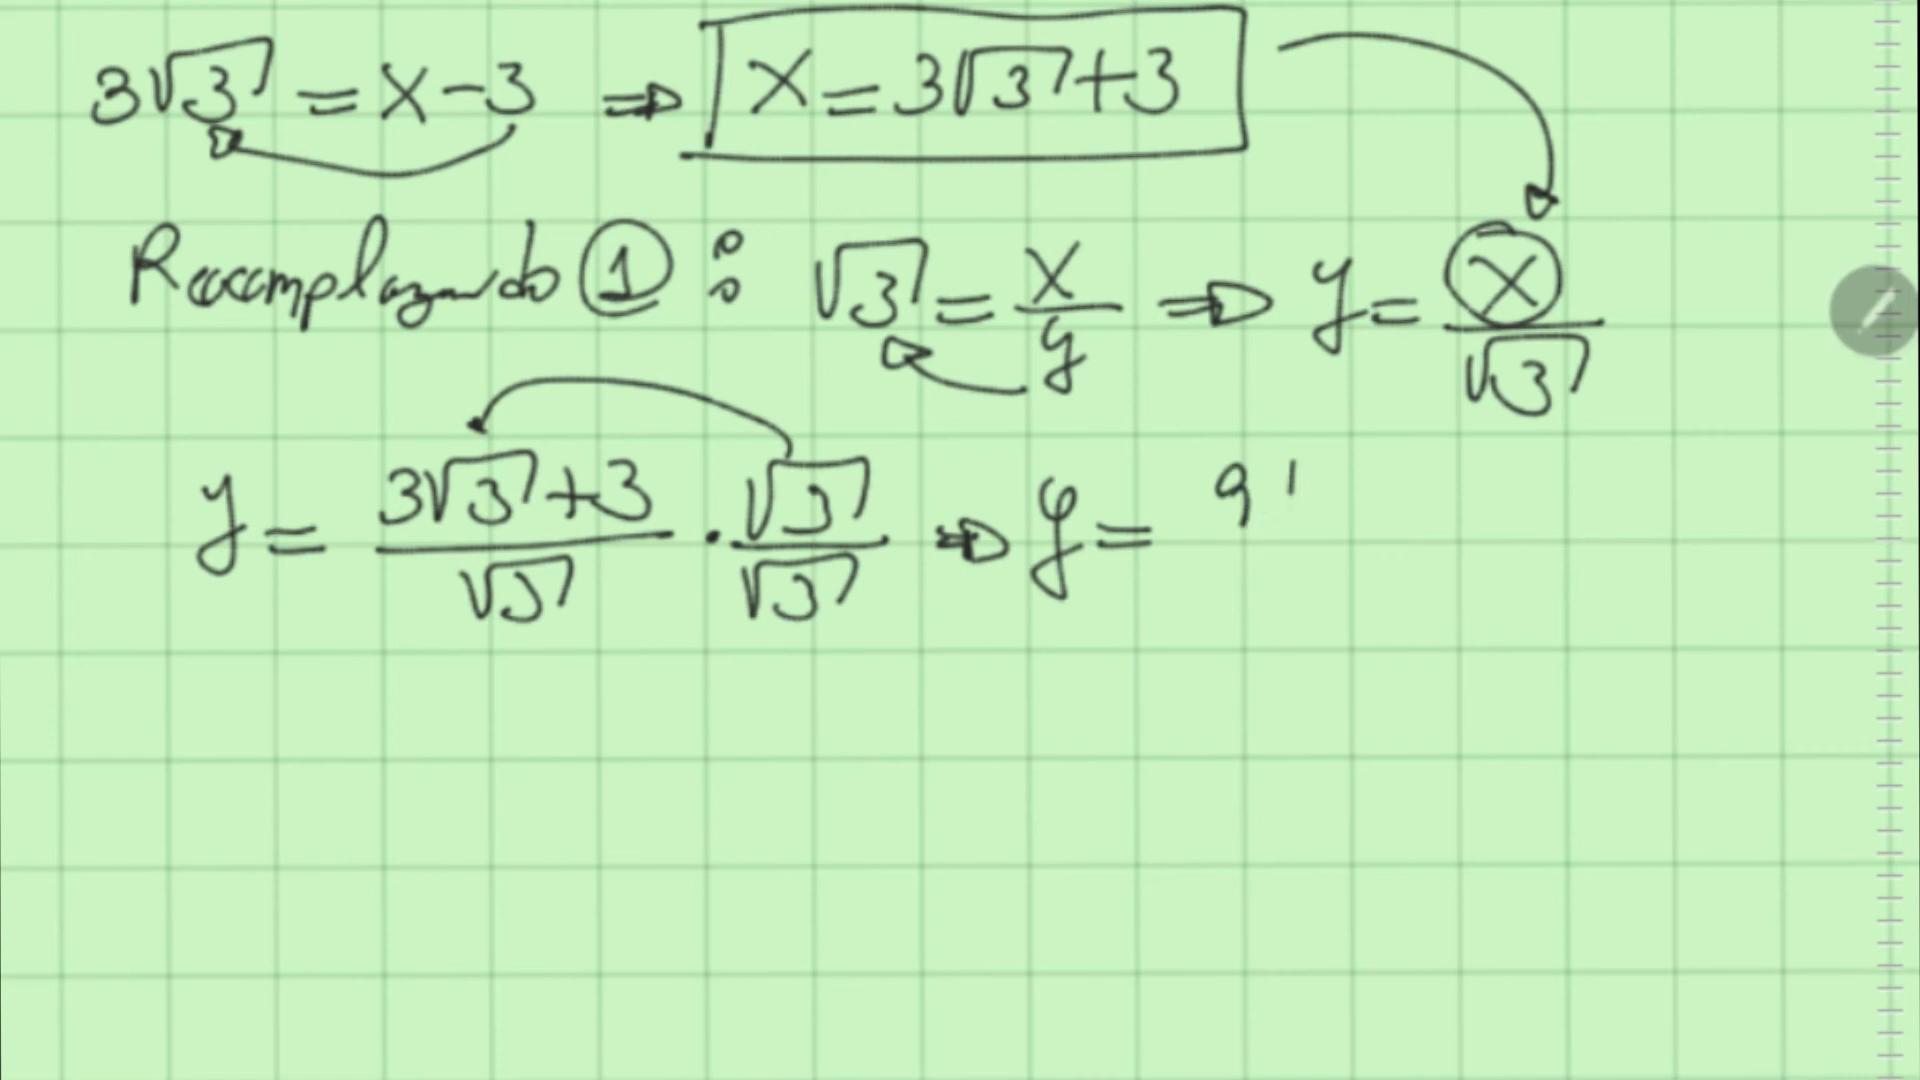 3√3 = x - 3 ⇒ x = 3√3 + 3
Reemplazando ① : √3 = x/y ⇒ y = x/√3
y = (3√3 + 3)/√3 · √3/√3 ⇒ y = 9